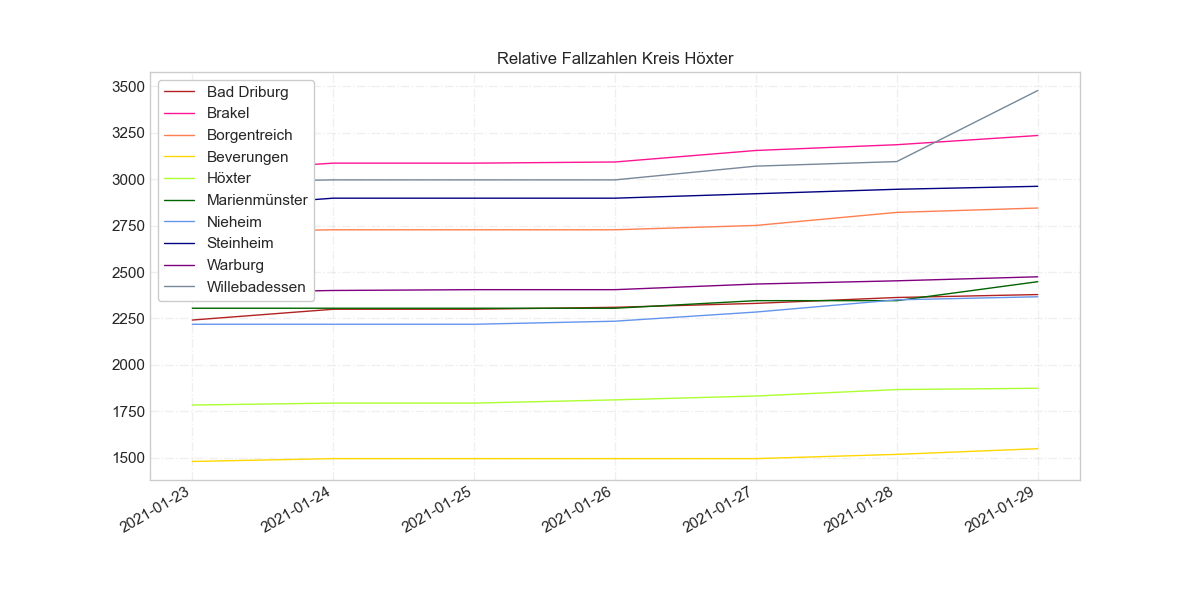 Relative Fallzahlen Kreis Höxter
3500
3250
3000
2750
2500
2250
2000
1750
1500
Bad Driburg
Brakel
Borgentreich
Beverungen
Höxter
Marienmünster
Nieheim
Steinheim
Warburg
Willebadessen
2021-01-23
2021-01-24
2021-01-25
2021-01-26
2021-01-27
2021-01-28
2021-01-29